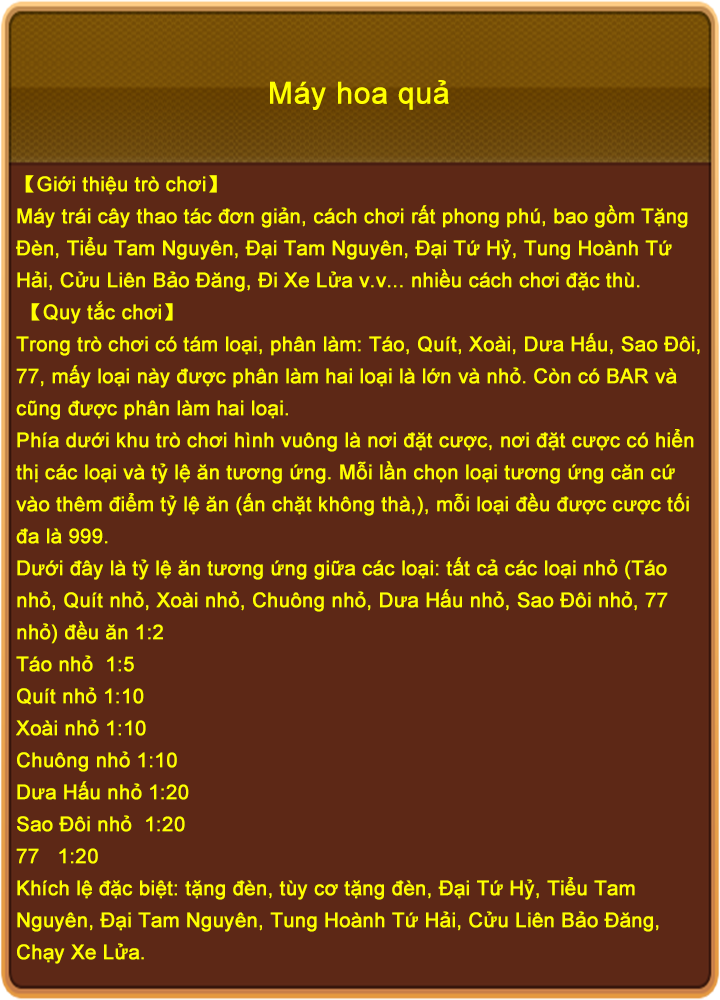 Máy hoa quả
【Giới thiệu trò chơi】
Máy trái cây thao tác đơn giản, cách chơi rất phong phú, bao gồm Tặng
Đèn, Tiểu Tam Nguyên, Đại Tam Nguyên, Đại Tứ Hỷ, Tung Hoành Tứ
Hải, Cửu Liên Bảo Đăng, Đi Xe Lửa v.v... nhiều cách chơi đặc thù.
【Quy tắc chơi】
Trong trò chơi có tám loại, phân làm: Táo, Quít, Xoài, Dưa Hấu, Sao Đôi,
77, mấy loại này được phân làm hai loại là lớn và nhỏ. Còn có BAR và
cũng được phân làm hai loại.
Phía dưới khu trò chơi hình vuông là nơi đặt cược, nơi đặt cược có hiển
thị các loại và tỷ lệ ăn tương ứng. Mỗi lần chọn loại tương ứng căn cứ
vào thêm điểm tỷ lệ ăn (ấn chặt không thà,), mỗi loại đều được cược tối
đa là 999.
Dưới đây là tỷ lệ ăn tương ứng giữa các loại: tất cả các loại nhỏ (Táo
nhỏ, Quít nhỏ, Xoài nhỏ, Chuông nhỏ, Dưa Hấu nhỏ, Sao Đôi nhỏ, 77
nhỏ) đều ăn 1:2
Táo nhỏ  1:5
Quít nhỏ 1:10
Xoài nhỏ 1:10
Chuông nhỏ 1:10
Dưa Hấu nhỏ 1:20
Sao Đôi nhỏ  1:20
77   1:20
Khích lệ đặc biệt: tặng đèn, tùy cơ tặng đèn, Đại Tứ Hỷ, Tiểu Tam
Nguyên, Đại Tam Nguyên, Tung Hoành Tứ Hải, Cửu Liên Bảo Đăng,
Chạy Xe Lửa.